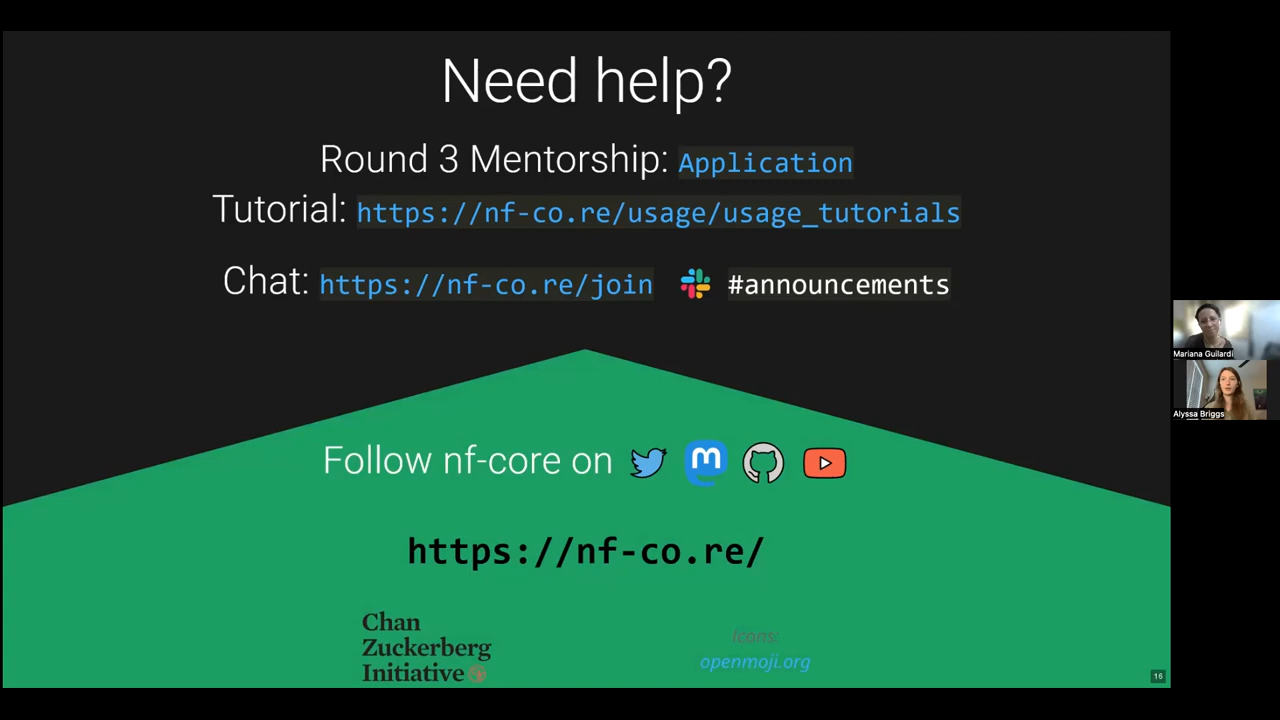 Need help?
Round 3 Mentorship: Application
Tutorial: https://nf-co.re/usage/usage_tutorials
Chat: https://nf-co.re/join #announcements
Mariana Guilardi
Alyssa Briggs
Follow nf-core on
https://nf-co.re/
Chan
Zuckerberg
Initiative
Icons:
openmoji.org
16